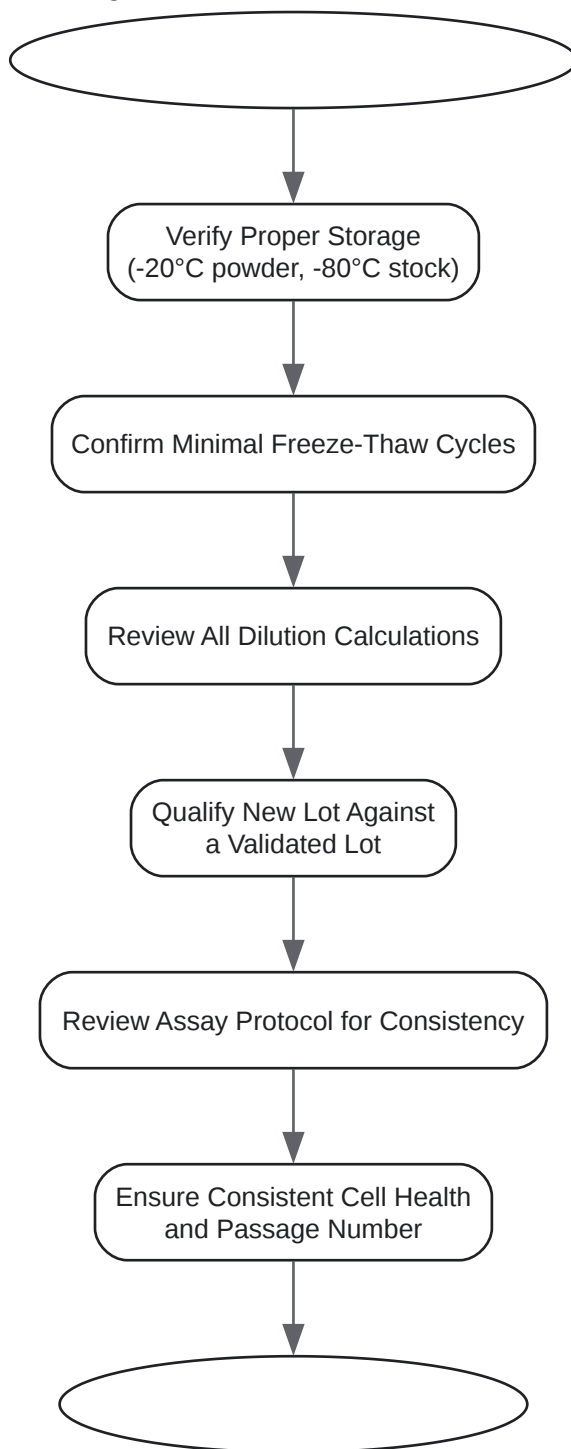 Verify Proper Storage
(-20°C powder, -80°C stock)
Confirm Minimal Freeze-Thaw Cycles
Review All Dilution Calculations
Qualify New Lot Against
a Validated Lot
Review Assay Protocol for Consistency
Ensure Consistent Cell Health
and Passage Number